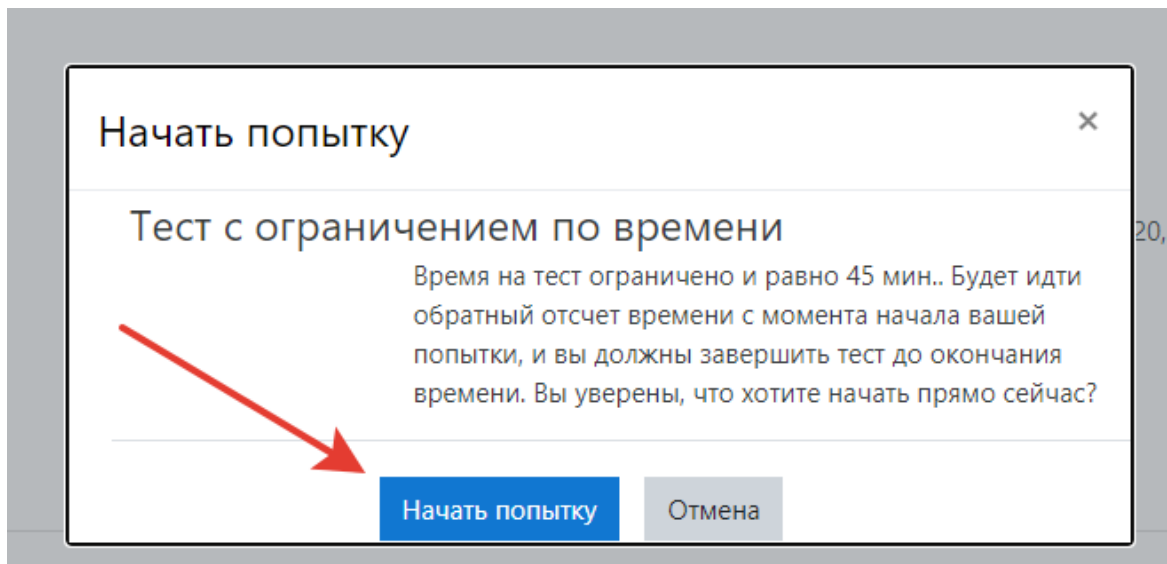 Начать попытку
×
Тест с ограничением по времени
20,
Время на тест ограничено и равно 45 мин.. Будет идти
обратный отсчет времени с момента начала вашей
попытки, и вы должны завершить тест до окончания
времени. Вы уверены, что хотите начать прямо сейчас?
Начать попытку
Отмена